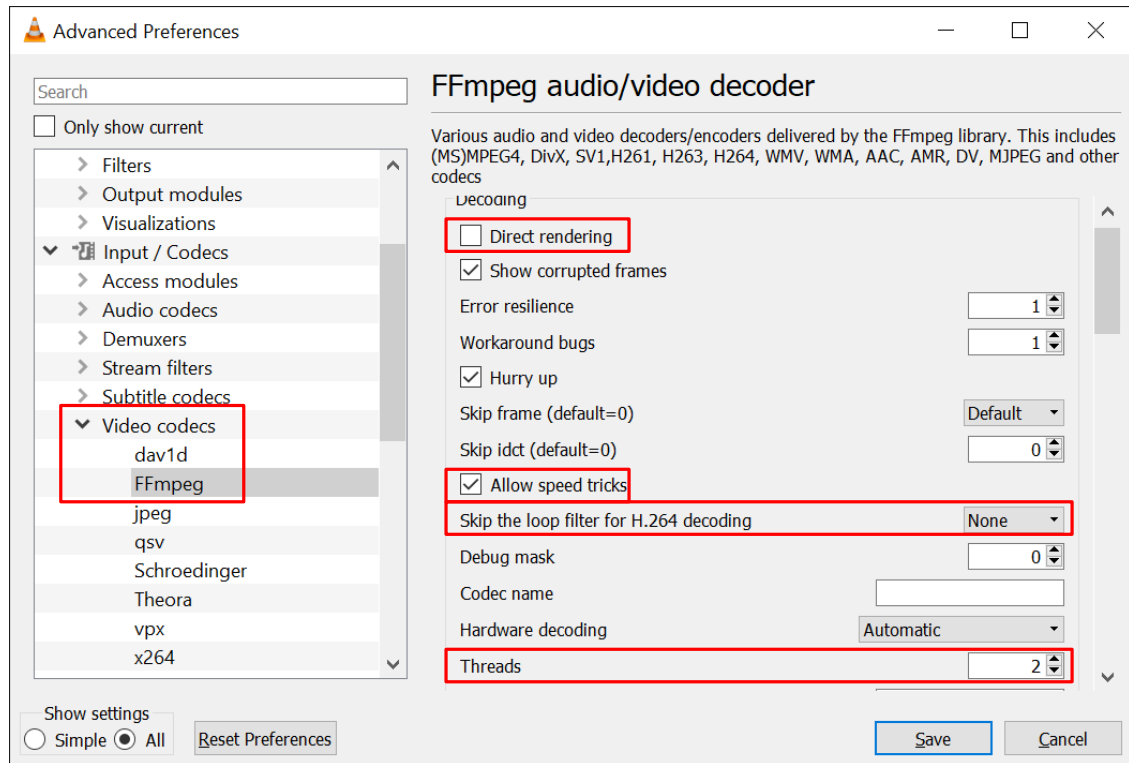 Advanced Preferences
Search
Only show current
Filters
Output modules
Visualizations
Input / Codecs
Access modules
Audio codecs
Demuxers
Stream filters
Subtitle codecs
Video codecs
dav1d
FFmpeg
jpeg
qsv
Schroedinger
Theora
vpx
x264
FFmpeg audio/video decoder
Various audio and video decoders/encoders delivered by the FFmpeg library. This includes
(MS)MPEG4, DivX, SV1,H261, H263, H264, WMV, WMA, AAC, AMR, DV, MJPEG and other
codecs
Decoding
Direct rendering
Show corrupted frames
Error resilience 1
Workaround bugs 1
Hurry up
Skip frame (default=0) Default
Skip idct (default=0) 0
Allow speed tricks
Skip the loop filter for H.264 decoding None
Debug mask 0
Codec name
Hardware decoding Automatic
Threads 2
Show settings
Simple All Reset Preferences Save Cancel